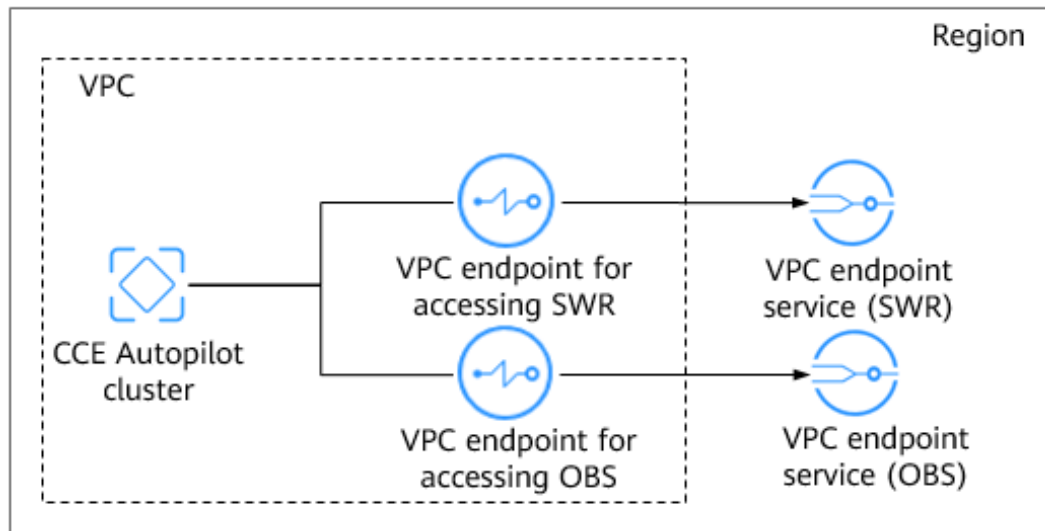 Region
VPC
VPC endpoint for
accessing SWR
VPC endpoint
service (SWR)
CCE Autopilot
cluster
VPC endpoint for
accessing OBS
VPC endpoint
service (OBS)